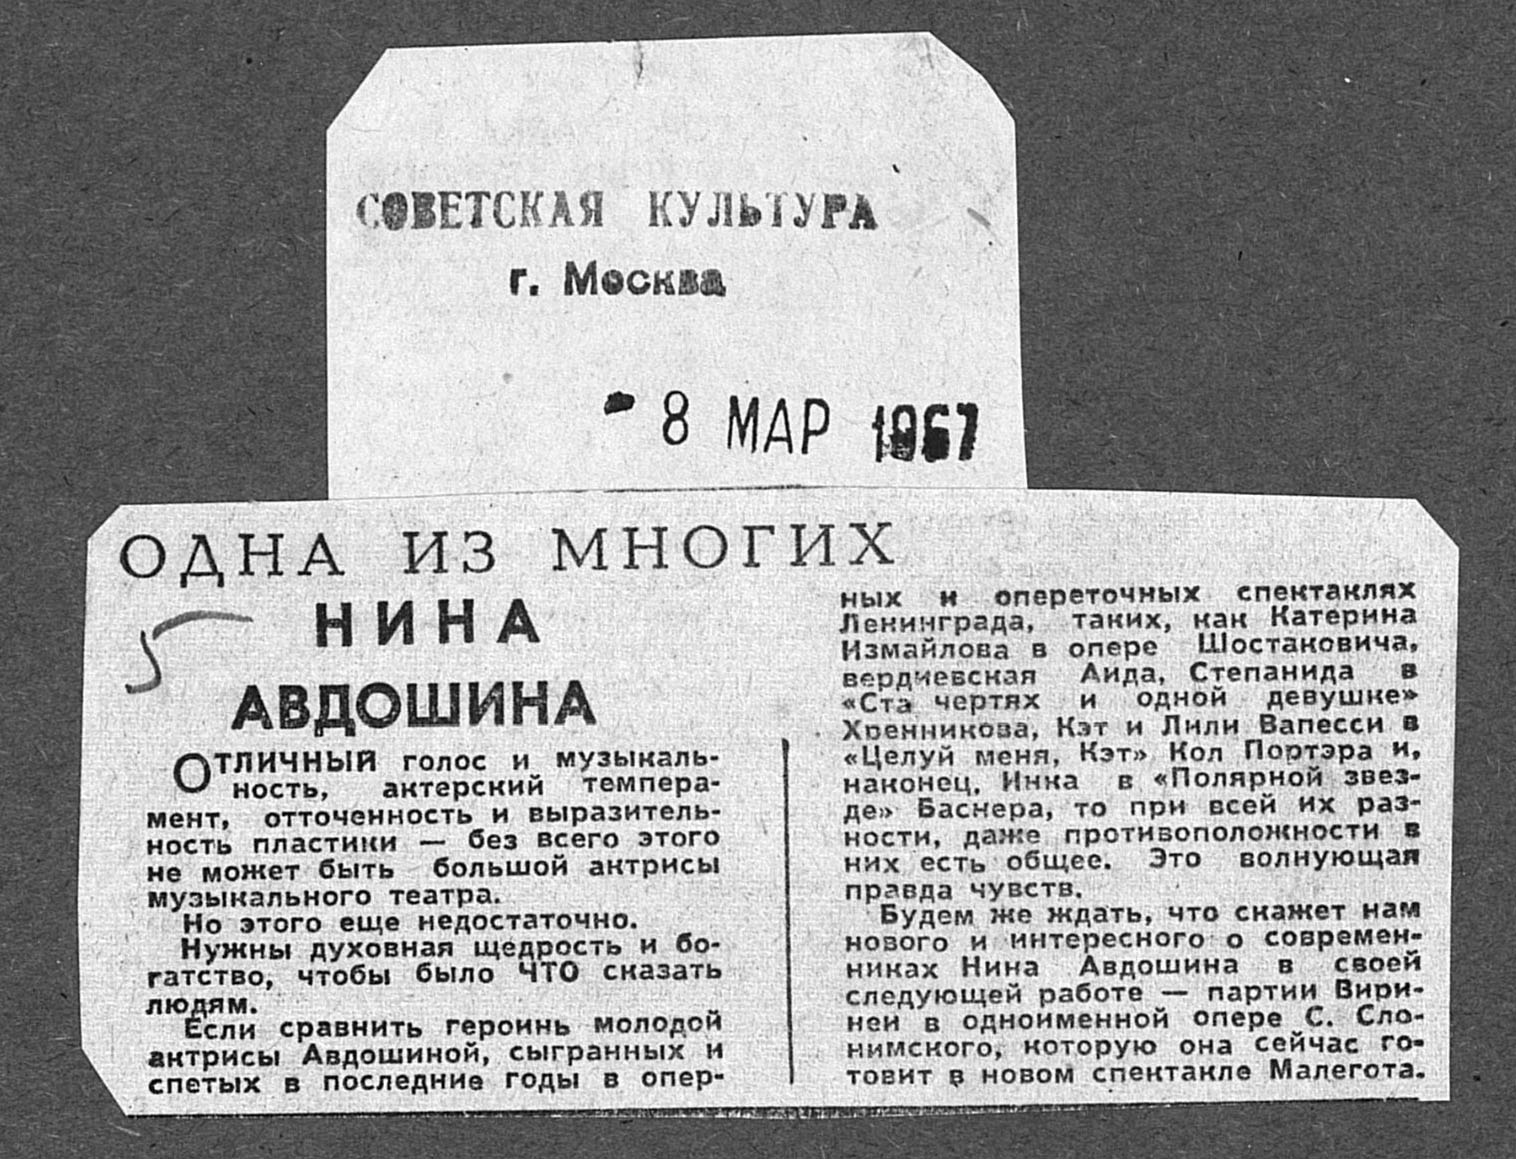 СОВЕТСКАЯ КУЛЬТУРА
г. Москва
- 8 МАР 1967
ОДНА ИЗ МНОГИХ
НИНА
АВДОШИНА
ОТЛИЧНЫЙ голос и музыкаль-
ность, актерский темпера-
мент, отточенность и выразитель-
ность пластики — без всего этого
не может быть большой актрисы
музыкального театра.
Но этого еще недостаточно.
Нужны духовная щедрость и бо-
гатство, чтобы было ЧТО сказать
людям.
Если сравнить героинь молодой
актрисы Авдошиной, сыгранных и
спетых в последние годы в опер-
ных и опереточных спектаклях
Ленинграда, таких, как Катерина
Измайлова в опере Шостаковича,
вердиевская Аида, Степанида в
«Ста чертях и одной девушке»
Хренникова, Кэт и Лили Вапесси в
«Целуй меня, Кэт» Кол Портэра и,
наконец, Инка в «Полярной звез-
де» Баснера, то при всей их раз-
ности, даже противоположности в
них есть общее. Это волнующая
правда чувств.
Будем же ждать, что скажет нам
нового и интересного о современ-
никах Нина Авдошина в своей
следующей работе — партии Вири-
неи в одноименной опере С. Сло-
нимского, которую она сейчас го-
товит в новом спектакле Малегота.